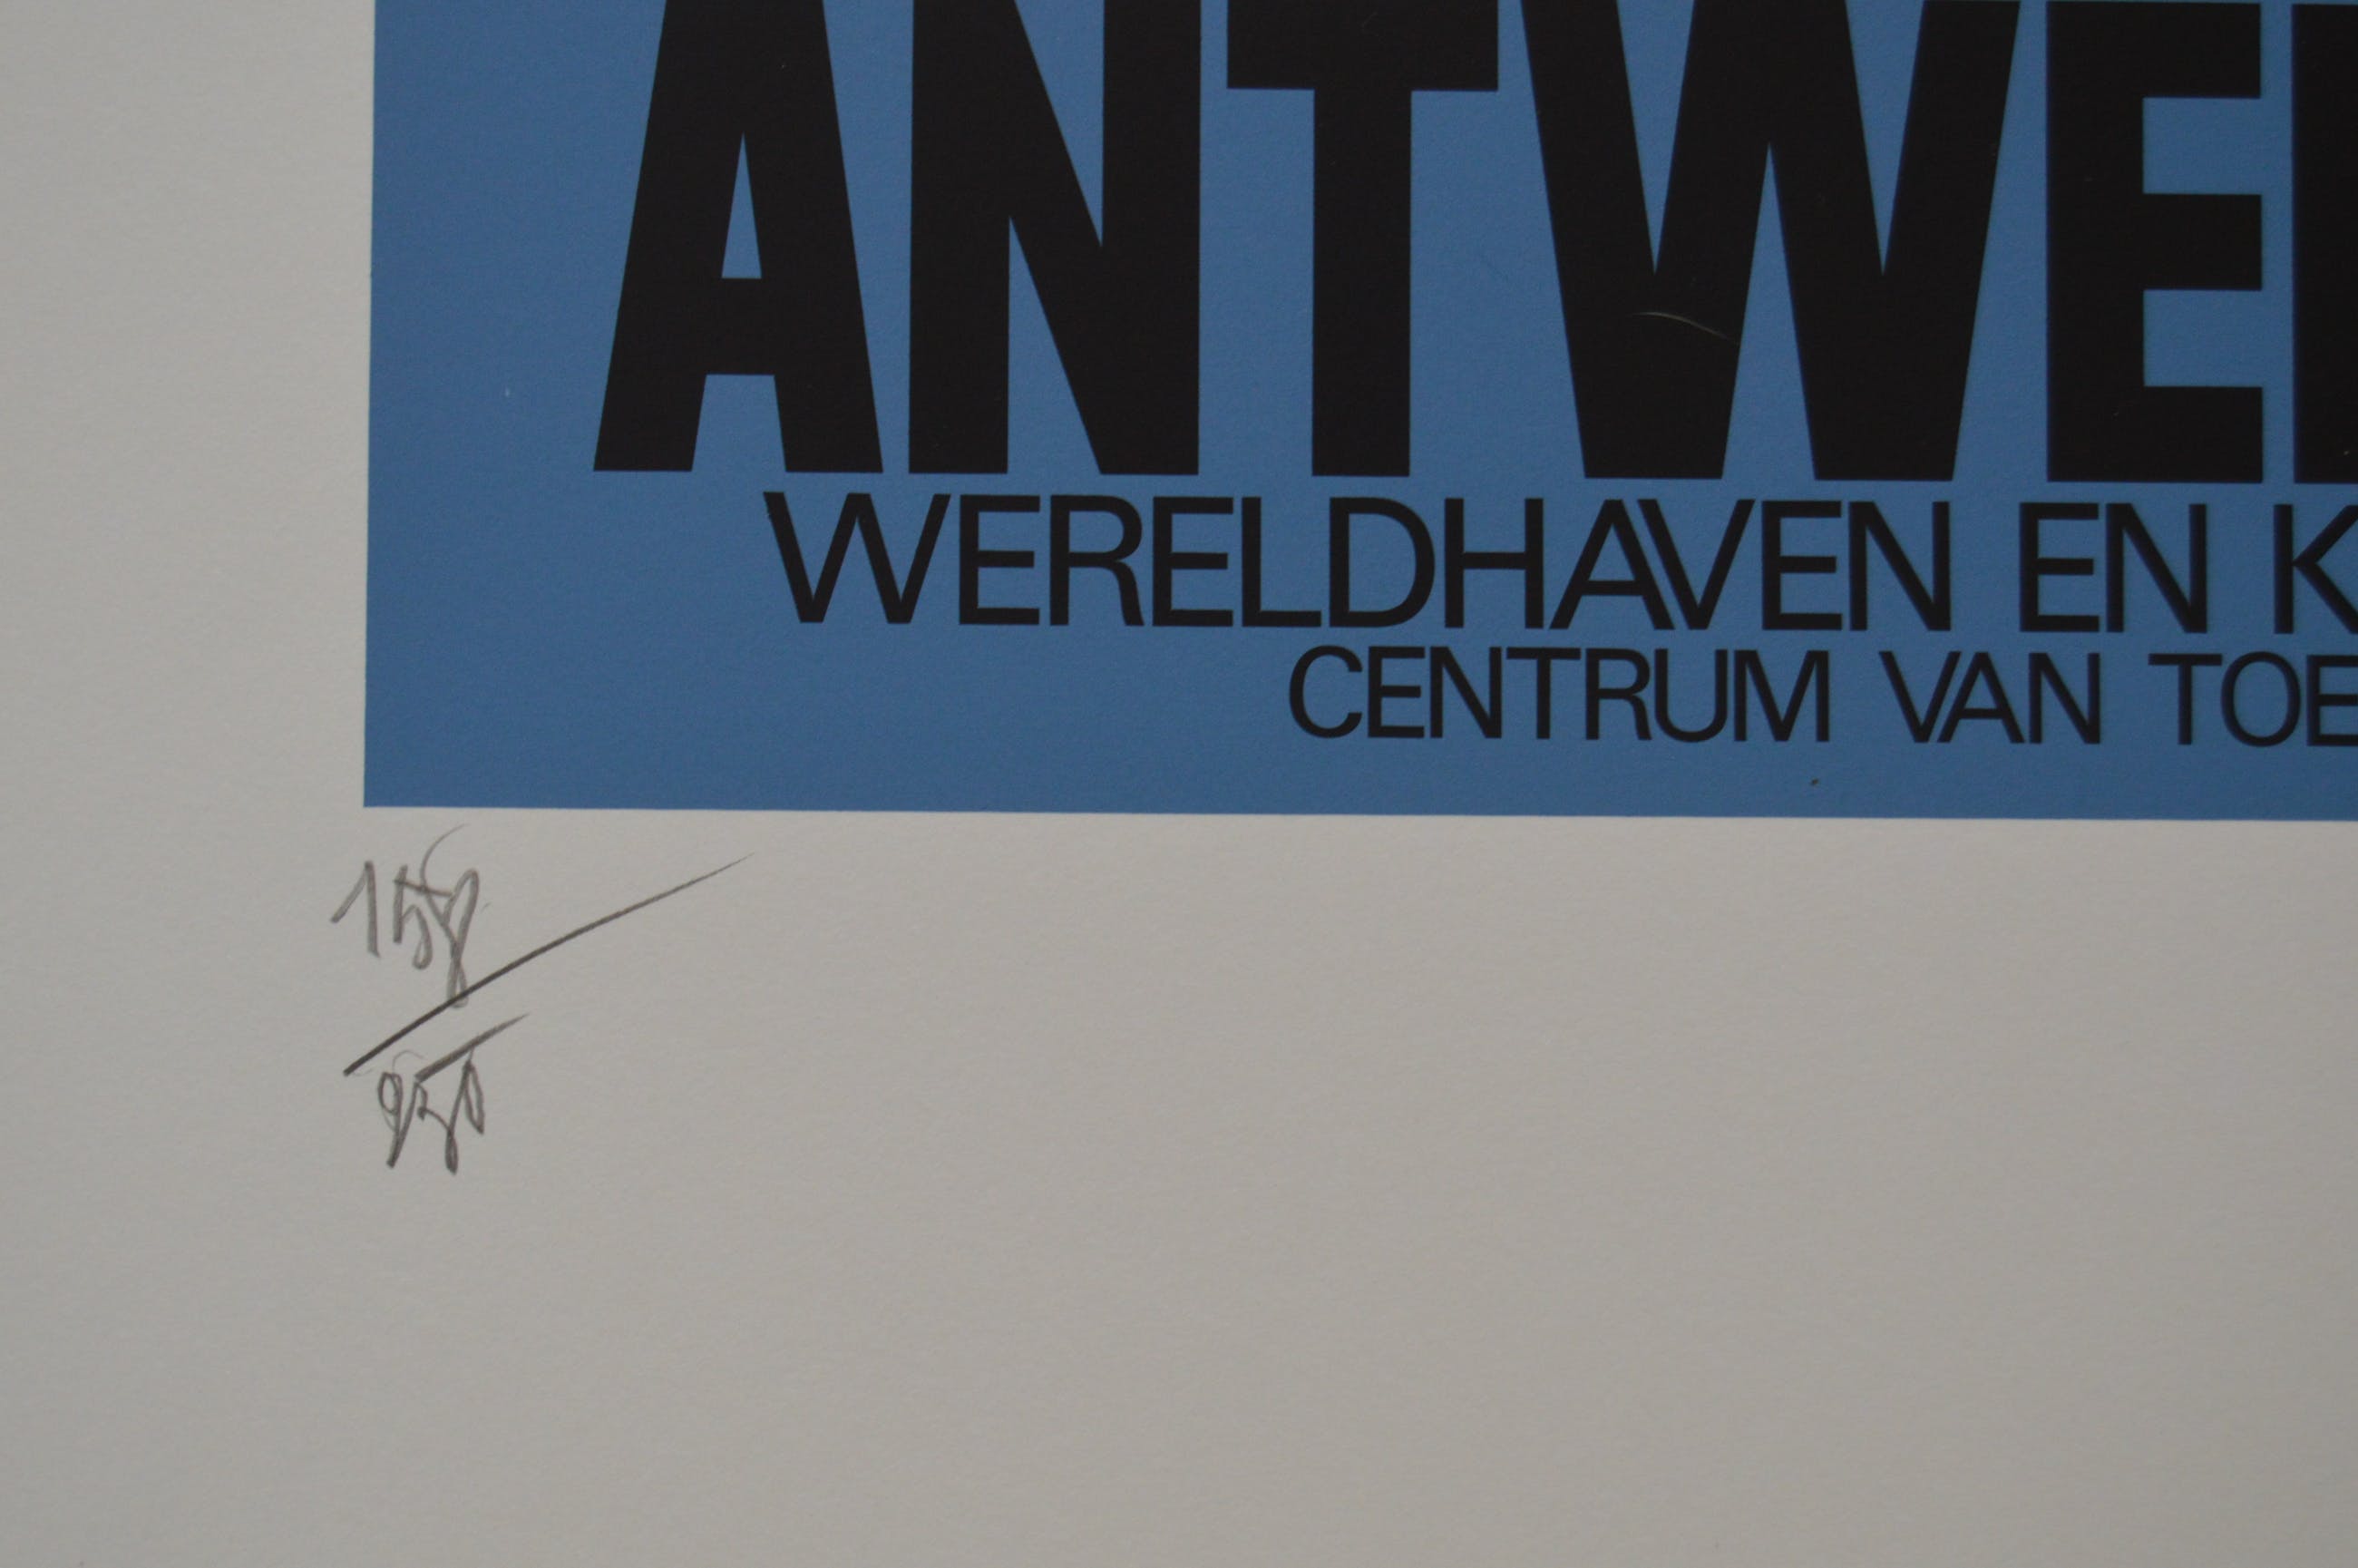 ANTWE
WERELDHAVEN EN K
CENTRUM VAN TOE
158
950